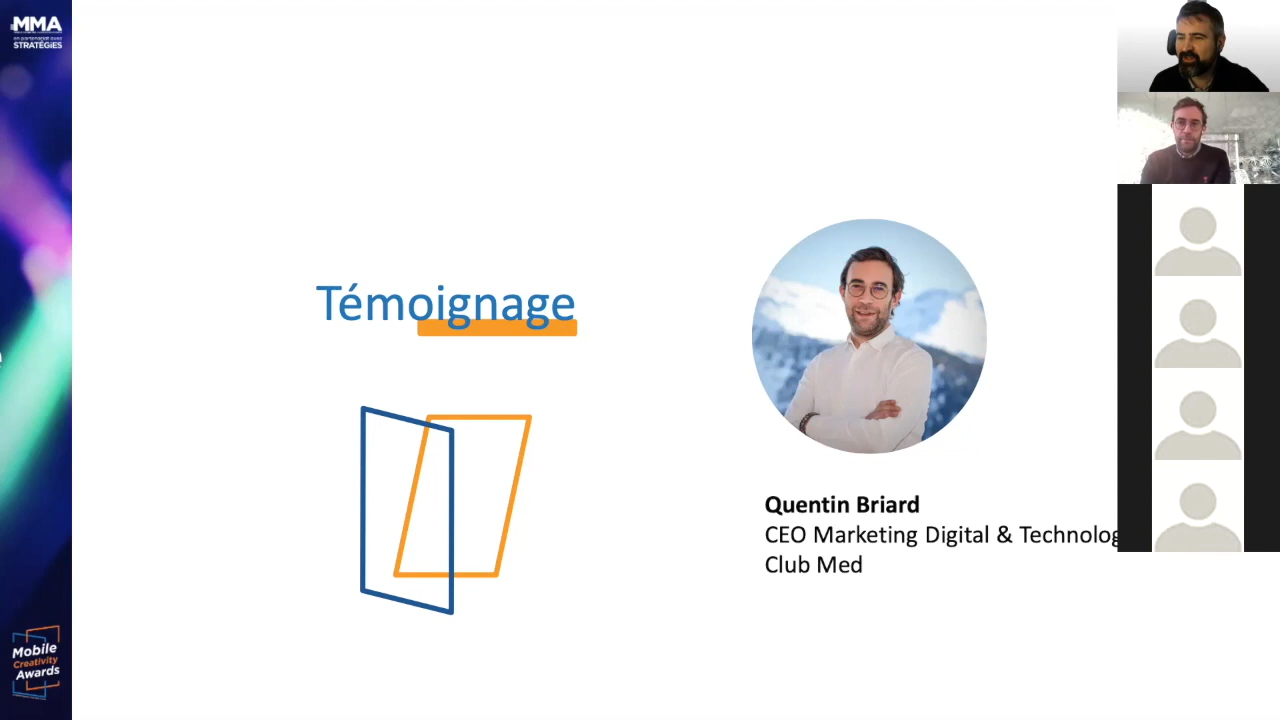 MMA
en partenariat avec
STRATÉGIES
Témoignage
Quentin Briard
CEO Marketing Digital & Technolog
Club Med
Mobile
Creativity
Awards